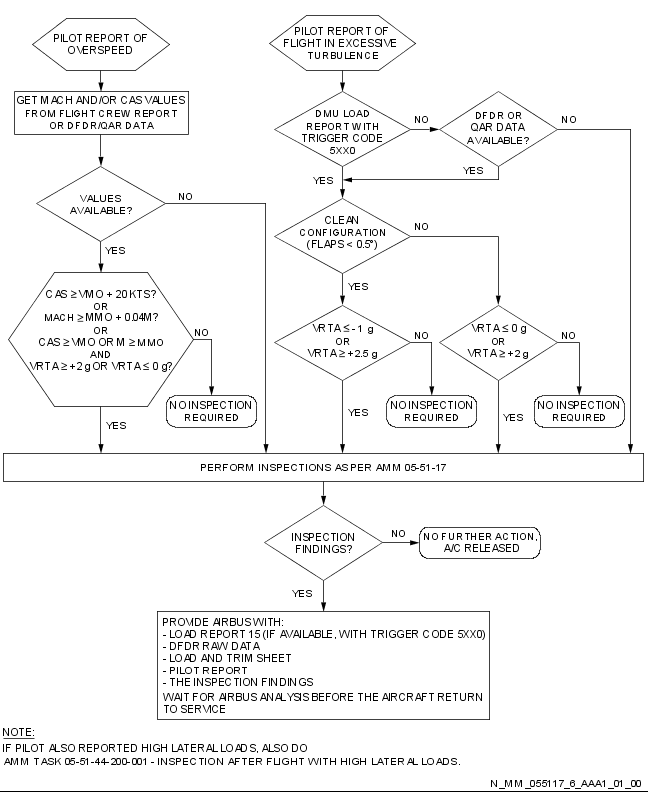 PILOT REPORT OF
OVERSPEED
GET MACH AND/OR CAS VALUES
FROM FLIGHT CREW REPORT
OR DFDR/QAR DATA
VALUES
AVAILABLE?
NO
YES
CAS ≥ VMO + 20 KTS?
OR
MACH ≥ MMO + 0.04M?
OR
CAS ≥ VMO OR M ≥ MMO
AND
VRTA ≥ +2 g OR VRTA ≤ 0 g?
NO
NO INSPECTION
REQUIRED
YES
PILOT REPORT OF
FLIGHT IN EXCESSIVE
TURBULENCE
DMU LOAD
REPORT WITH
TRIGGER CODE
5XX0
NO
DFDR OR
QAR DATA
AVAILABLE?
NO
YES
YES
CLEAN
CONFIGURATION
(FLAPS < 0.5°)
NO
YES
VRTA ≤ -1 g
OR
VRTA ≥ +2.5 g
NO
NO INSPECTION
REQUIRED
YES
VRTA ≤ 0 g
OR
VRTA ≥ +2 g
NO
NO INSPECTION
REQUIRED
YES
PERFORM INSPECTIONS AS PER AMM 05-51-17
INSPECTION
FINDINGS?
NO
NO FURTHER ACTION,
A/C RELEASED
YES
PROVIDE AIRBUS WITH:
- LOAD REPORT 15 (IF AVAILABLE, WITH TRIGGER CODE 5XX0)
- DFDR RAW DATA
- LOAD AND TRIM SHEET
- PILOT REPORT
- THE INSPECTION FINDINGS
WAIT FOR AIRBUS ANALYSIS BEFORE THE AIRCRAFT RETURN
TO SERVICE
NOTE:
IF PILOT ALSO REPORTED HIGH LATERAL LOADS, ALSO DO
AMM TASK 05-51-44-200-001 - INSPECTION AFTER FLIGHT WITH HIGH LATERAL LOADS.
N_MM_055117_6_AAA1_01_00